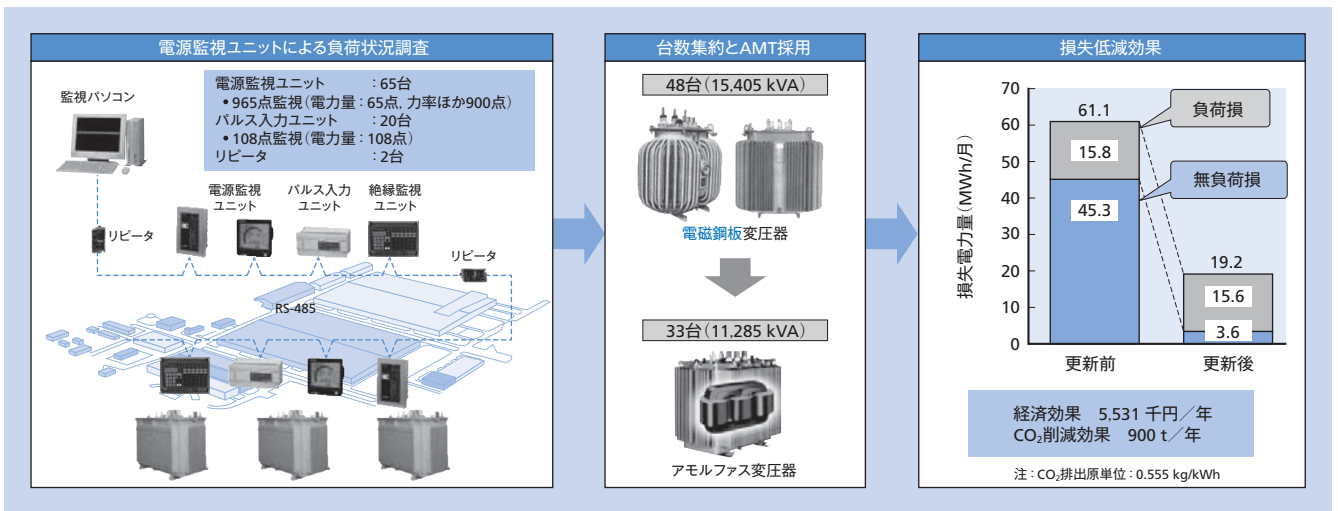 電源監視ユニットによる負荷状況調査
監視パソコン
電源監視ユニット :65台
•965点監視(電力量:65点, 力率ほか900点)
パルス入力ユニット :20台
•108点監視(電力量:108点)
リピータ :2台
電源監視
ユニット
パルス入力
ユニット
絶縁監視
ユニット
リピータ
リピータ
RS-485
台数集約とAMT採用
48台(15,405 kVA)
電磁鋼板変圧器
33台(11,285 kVA)
アモルファス変圧器
損失低減効果
損失電力量(MWh/月)
70
60
50
40
30
20
10
0
61.1
15.8
45.3
負荷損
無負荷損
19.2
15.6
3.6
更新前
更新後
経済効果 5,531 千円/年
CO₂削減効果 900 t/年
注:CO₂排出原単位:0.555 kg/kWh